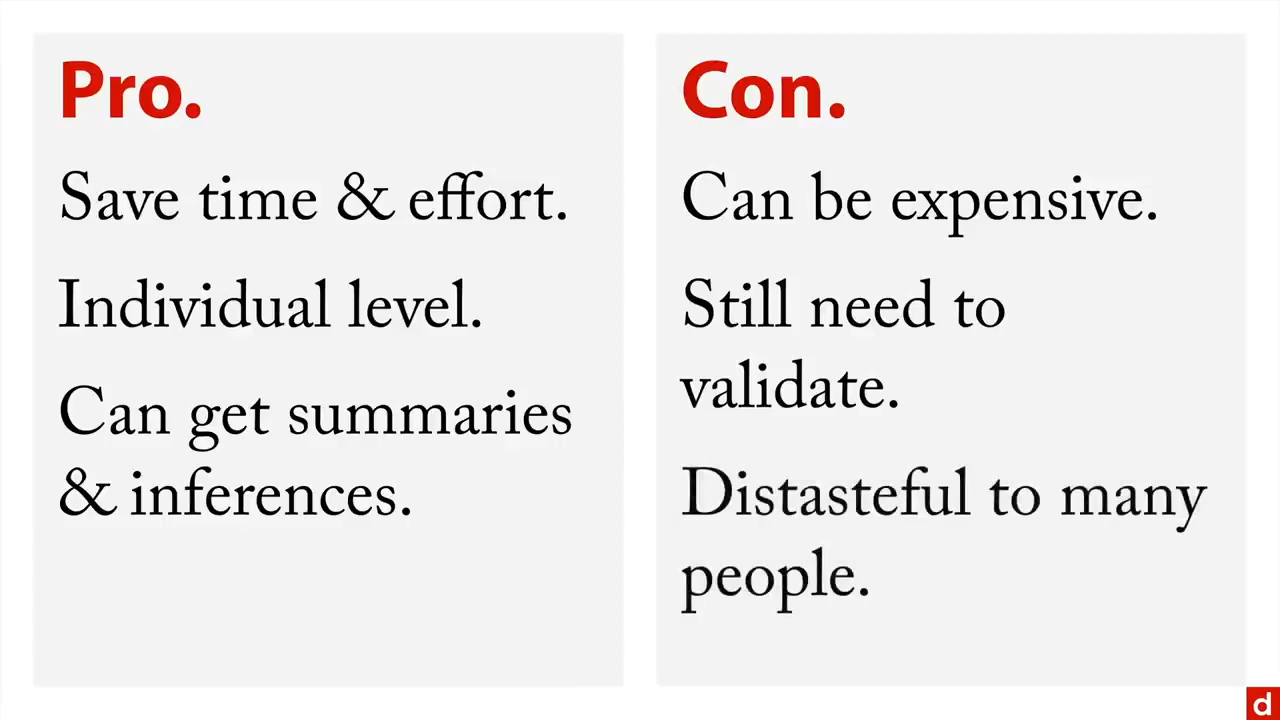 Pro.
Save time & effort.
Individual level.
Can get summaries
& inferences.
Con.
Can be expensive.
Still need to
validate.
Distasteful to many
people.
d